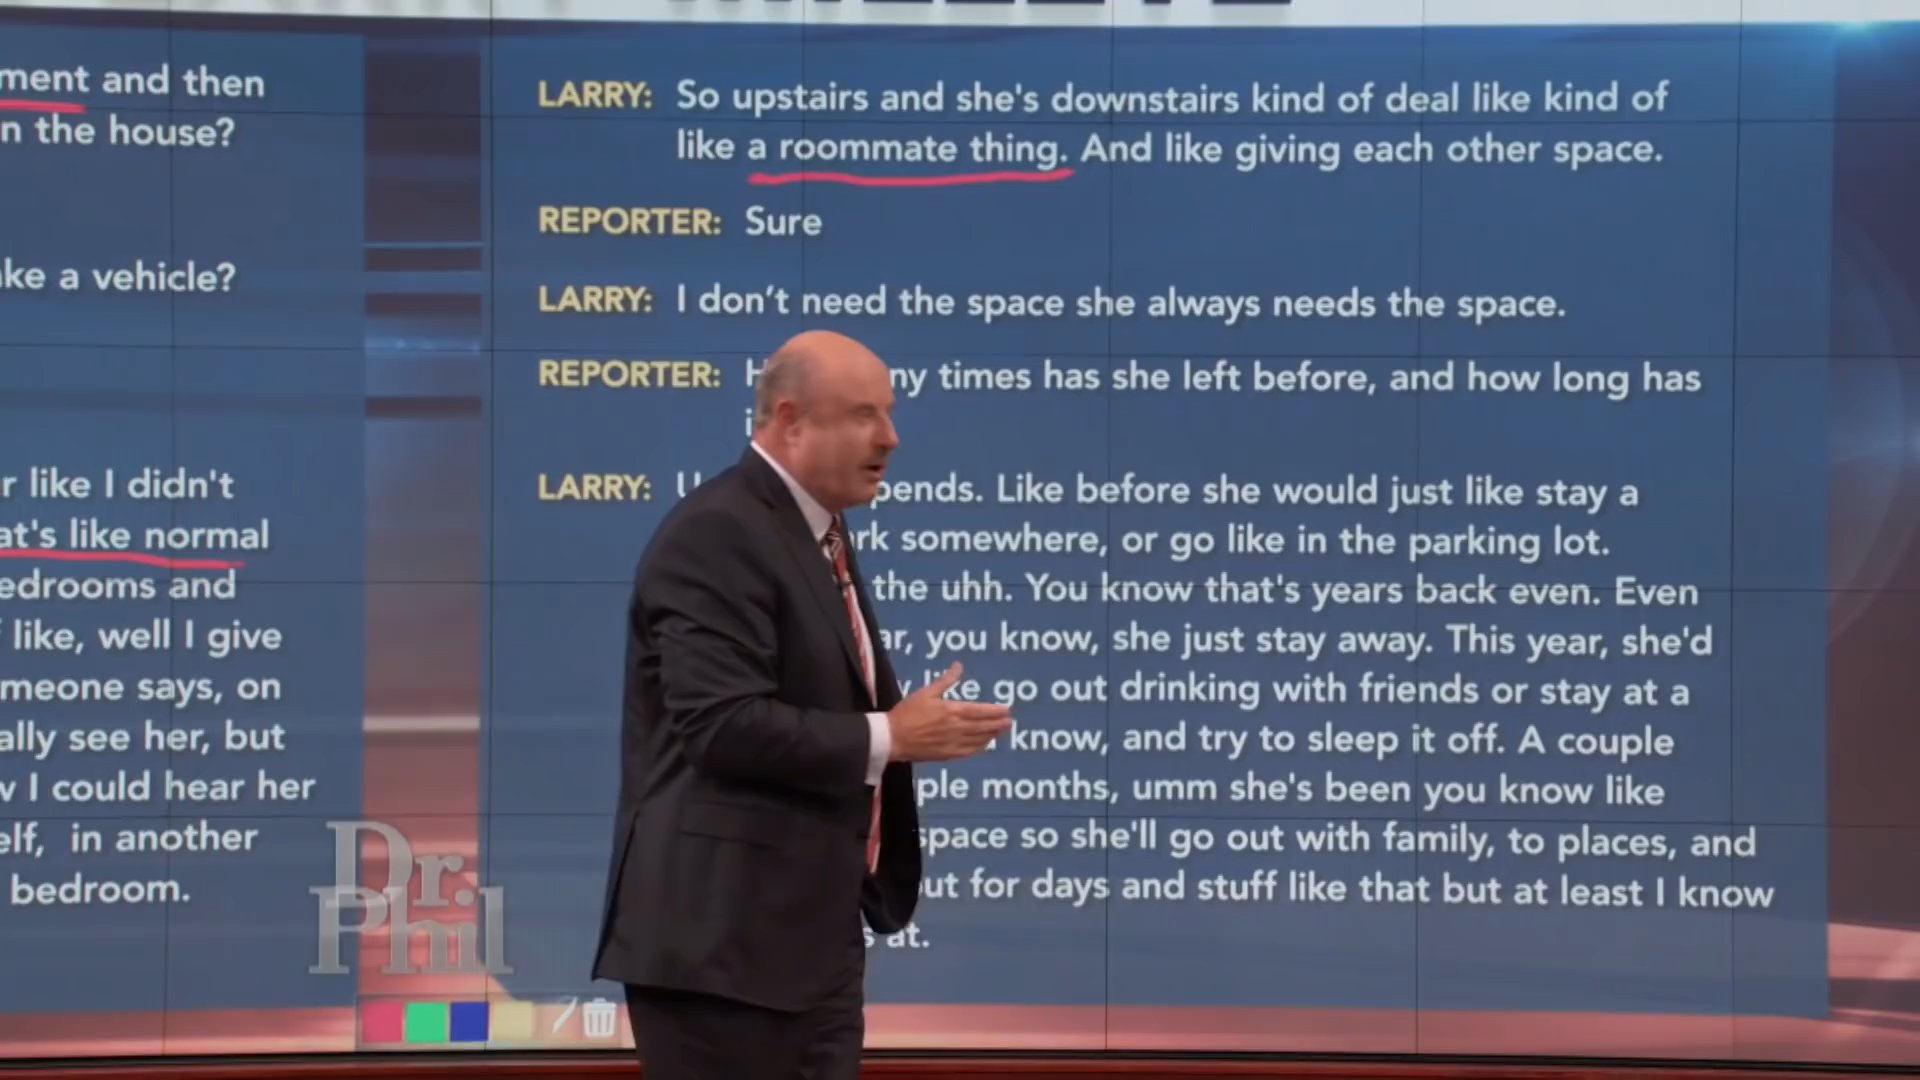 and then
n the house?
ake a vehicle?
r like I didn't
at's like normal
edrooms and
like, well I give
meone says, on
ally see her, but
I could hear her
elf, in another
bedroom.
LARRY: So upstairs and she's downstairs kind of deal like kind of
like a roommate thing. And like giving each other space.
REPORTER: Sure
LARRY: I don't need the space she always needs the space.
REPORTER: H ny times has she left before, and how long has
i
LARRY: U pends. Like before she would just like stay a
ark somewhere, or go like in the parking lot.
the uhh. You know that's years back even. Even
ar, you know, she just stay away. This year, she'd
like go out drinking with friends or stay at a
know, and try to sleep it off. A couple
ple months, umm she's been you know like
space so she'll go out with family, to places, and
ut for days and stuff like that but at least I know
s at.
Dr.
Phil